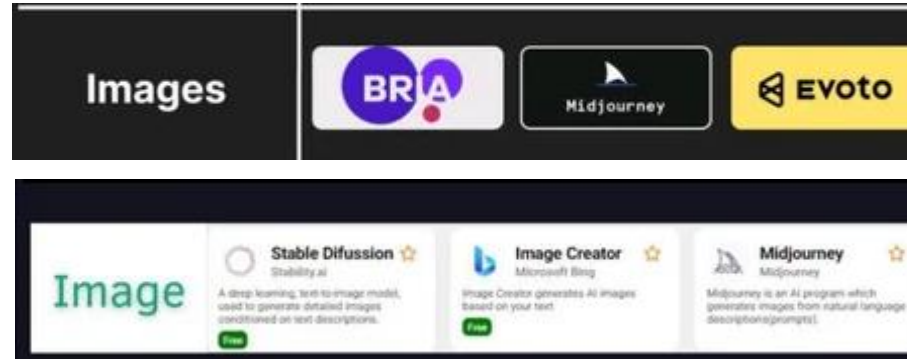 Images
BRIA
Midjourney
EVOTO
Image
Stable Difussion
Stability.ai
A deep learning, text-to-image model,
used to generate detailed images
conditioned on text descriptions.
Free
Image Creator
Microsoft Bing
Image Creator generates AI images
based on your text
Free
Midjourney
Midjourney
Midjourney is an AI program which
generates images from natural language
descriptions(prompts).